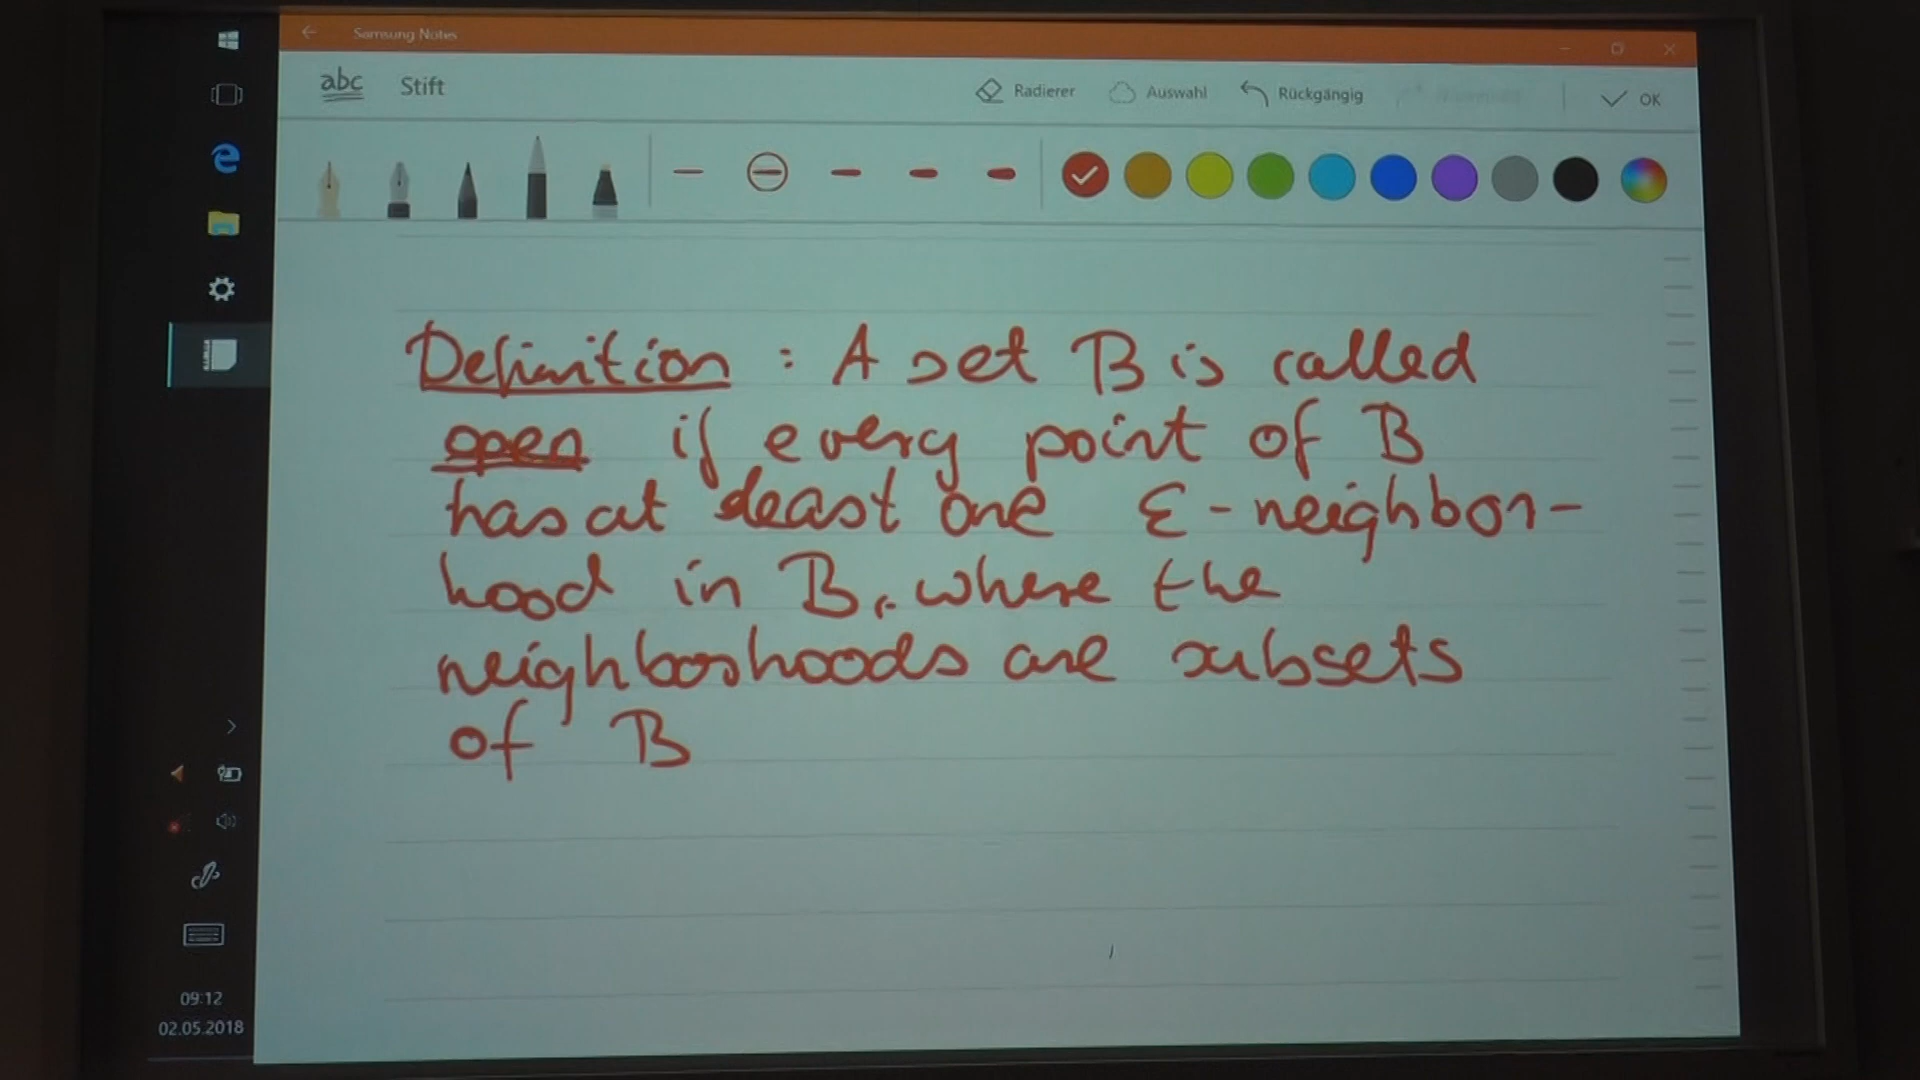 Samsung Notes
abc Stift Radierer Auswahl Rückgängig OK
Definition : A set B is called
open if every point of B
has at least one ε - neighbor-
hood in B, where the
neighborhoods are subsets
of B
09:12
02.05.2018